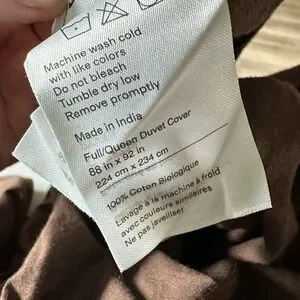 Machine wash cold
with like colors
Do not bleach
Tumble dry low
Remove promptly
Made in India
Full/Queen Duvet Cover
88 in x 92 in
224 cm x 234 cm
100% Coton Biologique
Lavage à la machine à froid
avec couleurs similaires
Ne pas javeliser